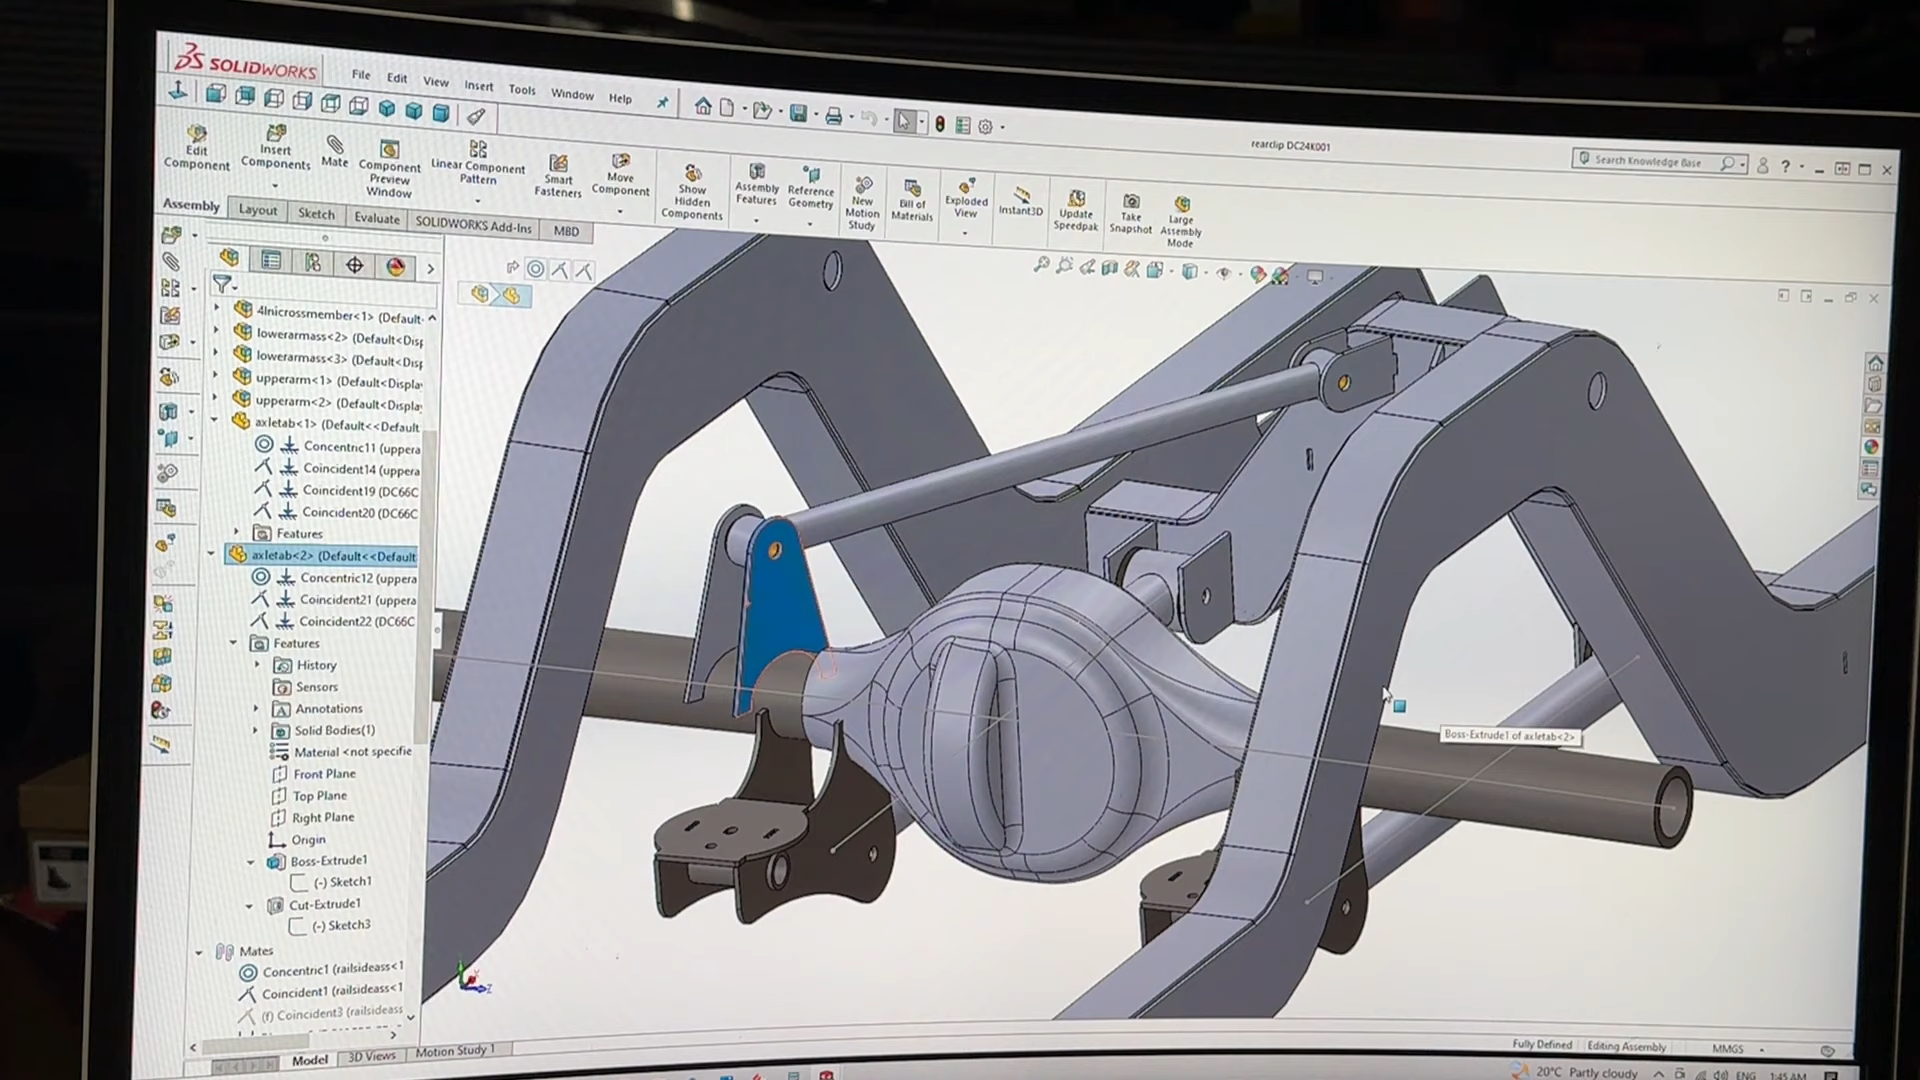 SOLIDWORKS
File Edit View Insert Tools Window Help
rearclip DC24K001
Search Knowledge Base
Edit Component
Insert Components
Mate
Component Preview Window
Linear Component Pattern
Smart Fasteners
Move Component
Show Hidden Components
Assembly Features
Reference Geometry
New Motion Study
Bill of Materials
Exploded View
Instant3D
Update Speedpak
Take Snapshot
Large Assembly Mode
Assembly Layout Sketch Evaluate SOLIDWORKS Add-Ins MBD
4lnicrossmember<1> (Default
lowerarmass<2> (Default<Disp
lowerarmass<3> (Default<Disp
upperarm<1> (Default<Display
upperarm<2> (Default<Display
axletab<1> (Default<<Default
Concentric11 (uppera
Coincident14 (uppera
Coincident19 (DC66C
Coincident20 (DC66C
Features
axletab<2> (Default<<Default
Concentric12 (uppera
Coincident21 (uppera
Coincident22 (DC66C
Features
History
Sensors
Annotations
Solid Bodies(1)
Material <not specifie
Front Plane
Top Plane
Right Plane
Origin
Boss-Extrude1
(-) Sketch1
Cut-Extrude1
(-) Sketch3
Mates
Concentric1 (railsideass<1
Coincident1 (railsideass<1
(f) Coincident3 (railsideass
Boss-Extrude1 of axletab<2>
Model 3D Views Motion Study 1
Fully Defined Editing Assembly MMGS
20°C Partly cloudy ENG 1:45 AM